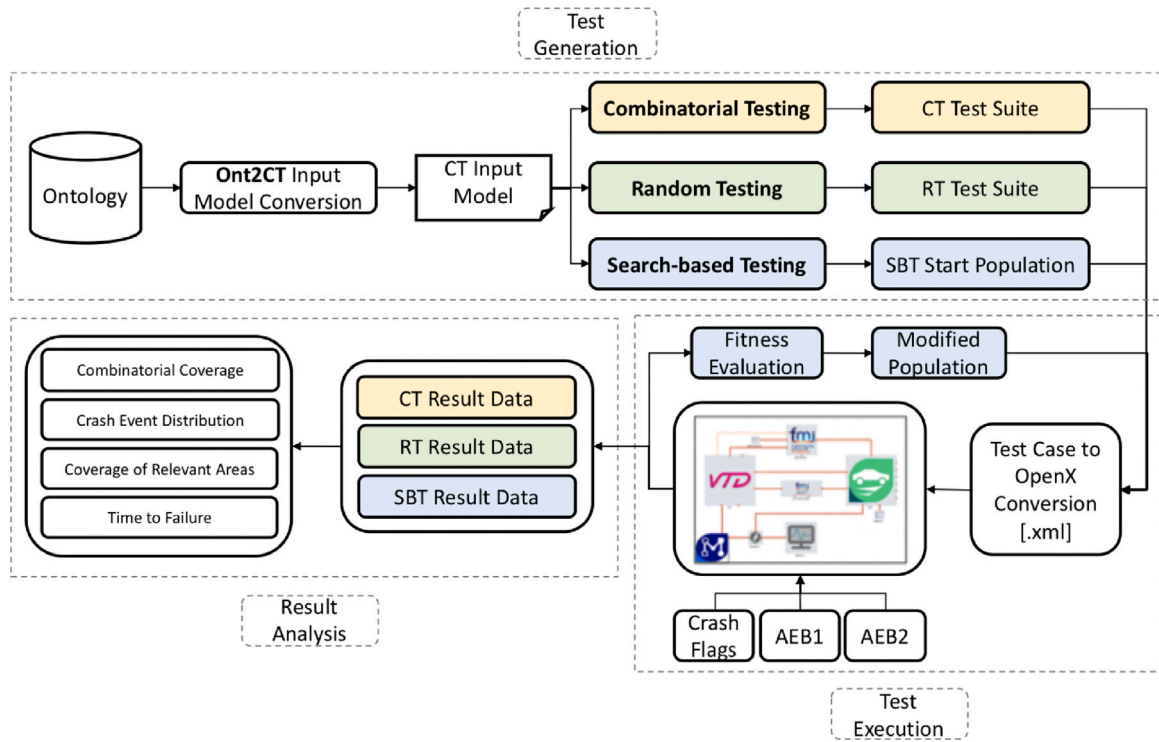 Test
Generation
Ontology
Ont2CT Input
Model Conversion
CT Input
Model
Combinatorial Testing
CT Test Suite
Random Testing
RT Test Suite
Search-based Testing
SBT Start Population
Fitness
Evaluation
Modified
Population
Combinatorial Coverage
Crash Event Distribution
Coverage of Relevant Areas
Time to Failure
CT Result Data
RT Result Data
SBT Result Data
fmi
VTD
fmi
M
Test Case to
OpenX
Conversion
[.xml]
Crash
Flags
AEB1
AEB2
Result
Analysis
Test
Execution